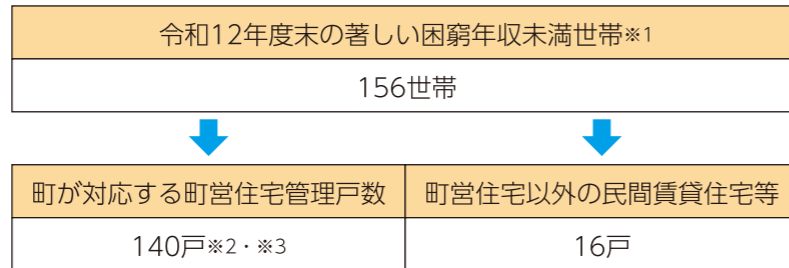 令和12年度末の著しい困窮年収未満世帯※1
156世帯
町が対応する町営住宅管理戸数
町営住宅以外の民間賃貸住宅等
140戸※2・※3
16戸